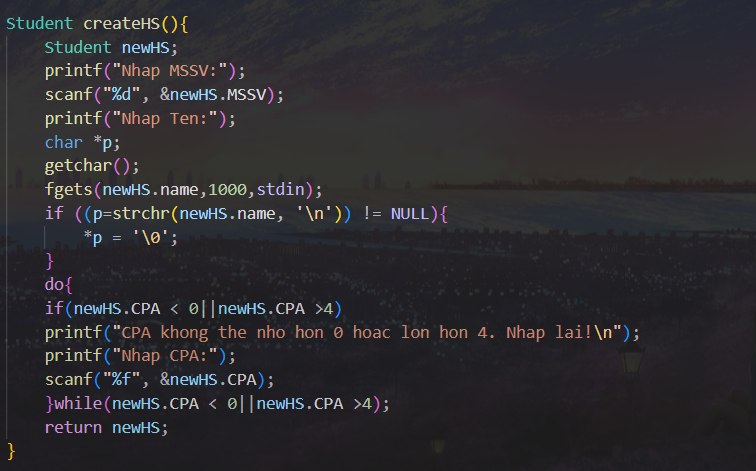 Student createHS(){
    Student newHS;
    printf("Nhap MSSV:");
    scanf("%d", &newHS.MSSV);
    printf("Nhap Ten:");
    char *p;
    getchar();
    fgets(newHS.name,1000,stdin);
    if ((p=strchr(newHS.name, '\n')) != NULL){
        *p = '\0';
    }
    do{
    if(newHS.CPA < 0||newHS.CPA >4)
    printf("CPA khong the nho hon 0 hoac lon hon 4. Nhap lai!\n");
    printf("Nhap CPA:");
    scanf("%f", &newHS.CPA);
    }while(newHS.CPA < 0||newHS.CPA >4);
    return newHS;
}